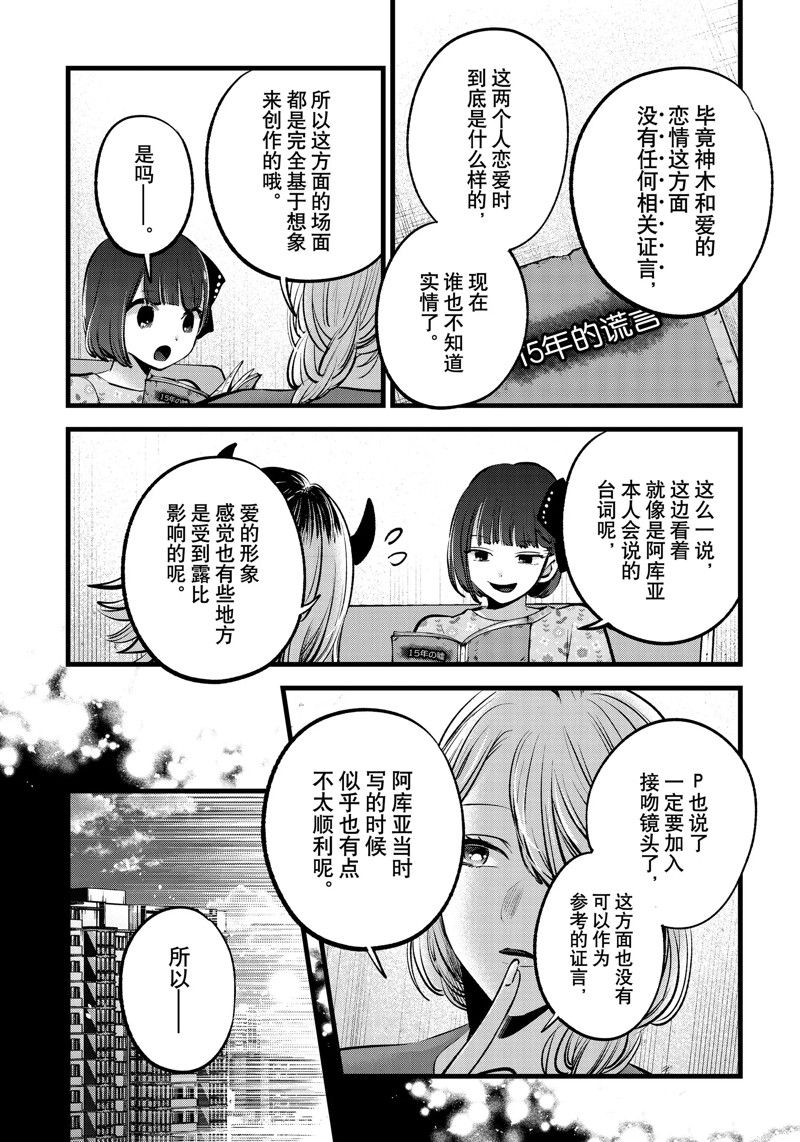 毕竟神木和爱的
恋情这方面
没有任何相关证言，
这两个人恋爱时
到底是什么样的，
现在
谁也不知道
实情了。
15年的谎言
所以这方面的场面
都是完全基于想象
来创作的哦。
是吗
——。
这么一说，
这边看着
就像是阿库亚
本人会说的
台词呢，
15年の嘘
爱的形象
感觉也有些地方
是受到露比
影响的呢。
P也说了
一定要加入
接吻镜头了，
这方面也没有
可以作为
参考的证言，
阿库亚当时
写的时候
似乎也有点
不太顺利呢。
所以——